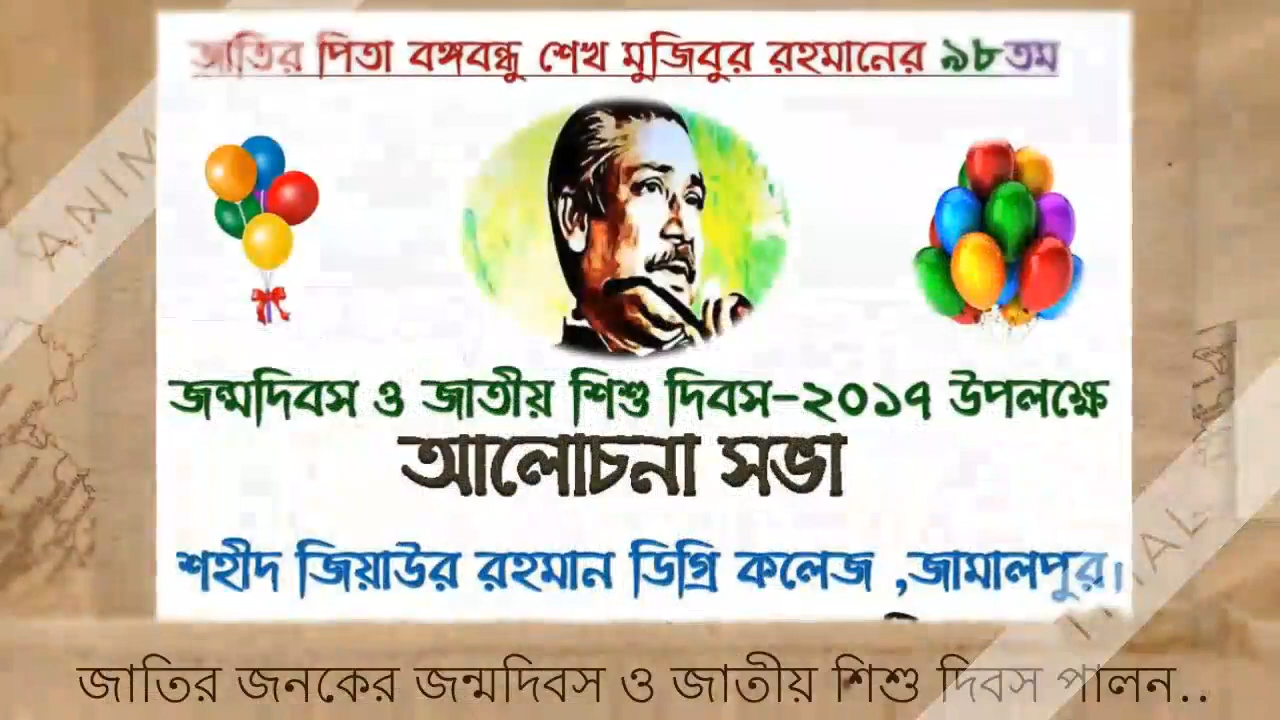 জাতির পিতা বঙ্গবন্ধু শেখ মুজিবুর রহমানের ৯৮তম
জন্মদিবস ও জাতীয় শিশু দিবস-২০১৭ উপলক্ষে
আলোচনা সভা
শহীদ জিয়াউর রহমান ডিগ্রি কলেজ ,জামালপুর।
জাতির জনকের জন্মদিবস ও জাতীয় শিশু দিবস পালন..